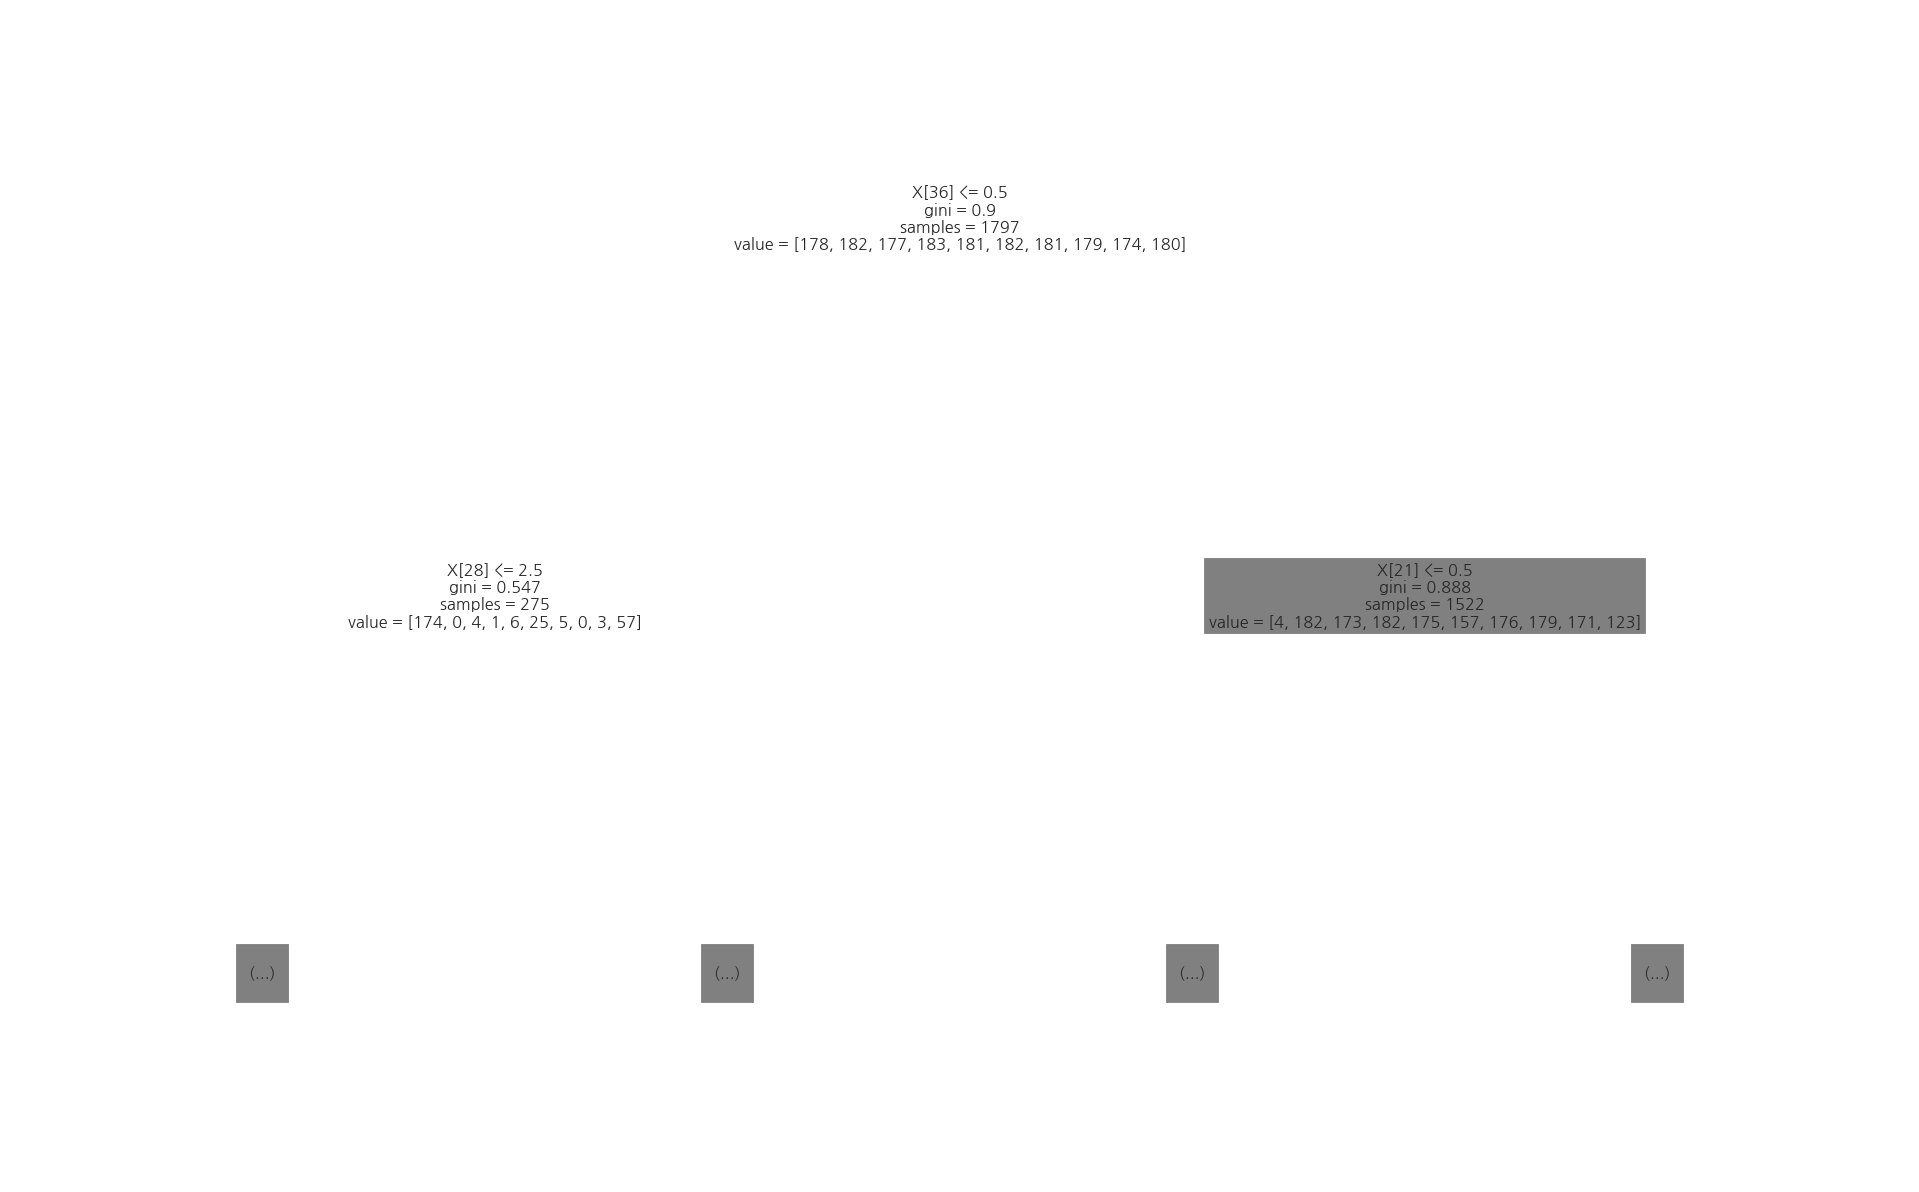 X[36] <= 0.5
gini = 0.9
samples = 1797
value = [178, 182, 177, 183, 181, 182, 181, 179, 174, 180]
X[28] <= 2.5
gini = 0.547
samples = 275
value = [174, 0, 4, 1, 6, 25, 5, 0, 3, 57]
X[21] <= 0.5
gini = 0.888
samples = 1522
value = [4, 182, 173, 182, 175, 157, 176, 179, 171, 123]
(...)
(...)
(...)
(...)